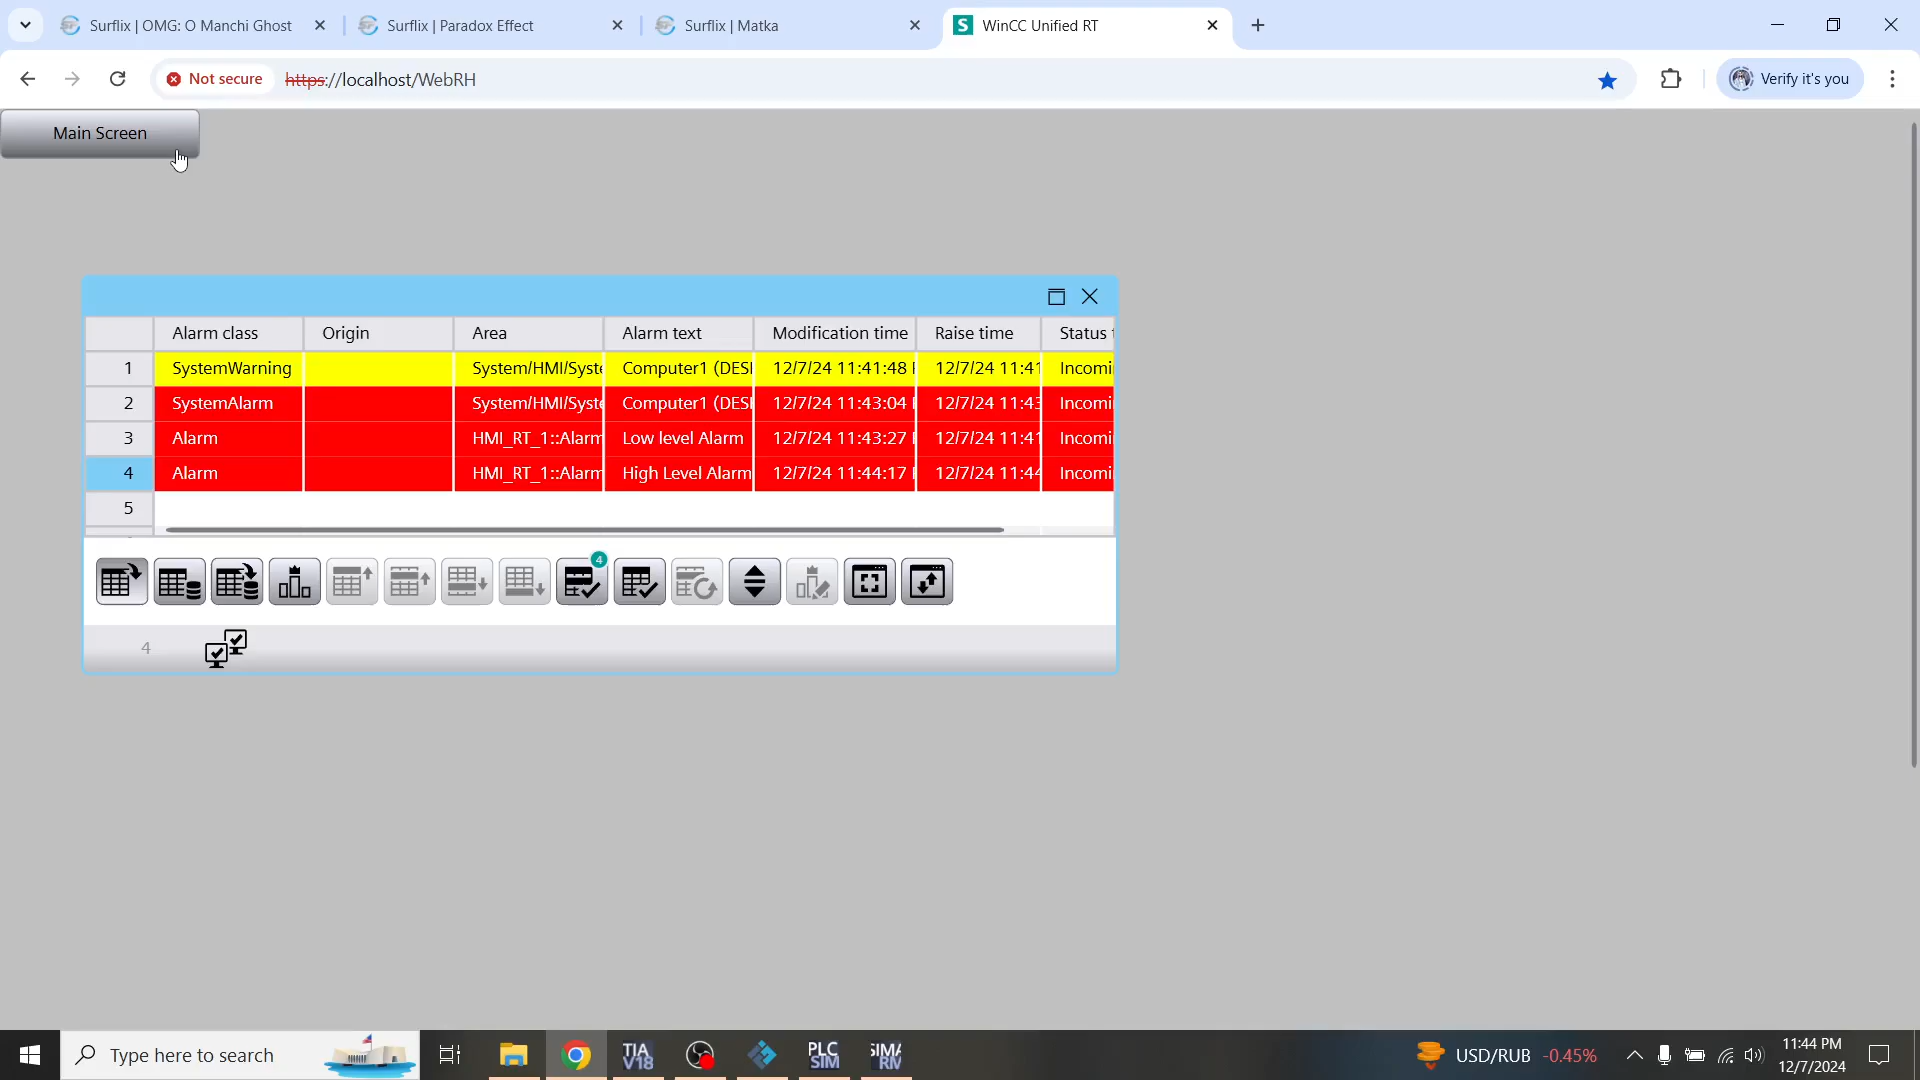 Surflix | OMG: O Manchi Ghost
Surflix | Paradox Effect
Surflix | Matka
S WinCC Unified RT
Not secure https://localhost/WebRH
Verify it's you
Main Screen
Alarm class Origin Area Alarm text Modification time Raise time Status
1 SystemWarning System/HMI/Syste Computer1 (DESI 12/7/24 11:41:48 12/7/24 11:41 Incomi
2 SystemAlarm System/HMI/Syste Computer1 (DESI 12/7/24 11:43:04 12/7/24 11:43 Incomi
3 Alarm HMI_RT_1::Alarm Low level Alarm 12/7/24 11:43:27 12/7/24 11:41 Incomi
4 Alarm HMI_RT_1::Alarm High Level Alarm 12/7/24 11:44:17 12/7/24 11:44 Incomi
5
4
4
Type here to search
TIA V18
PLC SIM
USD/RUB -0.45%
11:44 PM
12/7/2024